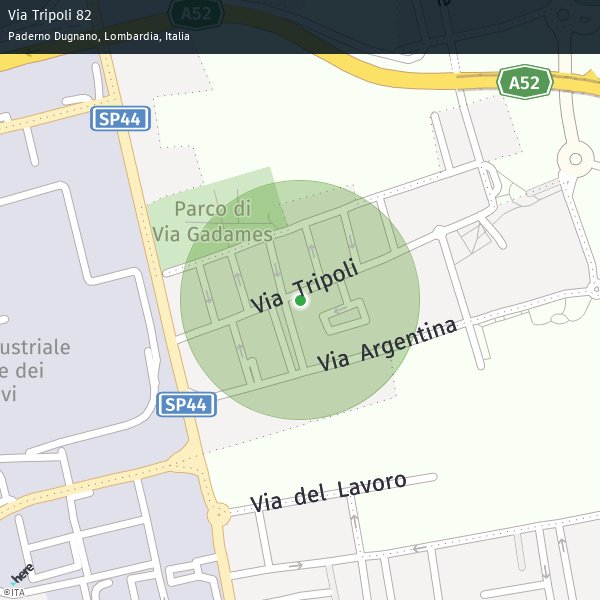 Via Tripoli 82
A52
Paderno Dugnano, Lombardia, Italia
A52
SP44
Parco di
Via Gadames
Via Tripoli
Via Argentina
ustriale
e dei
vi
SP44
Via del Lavoro
here
©ITA